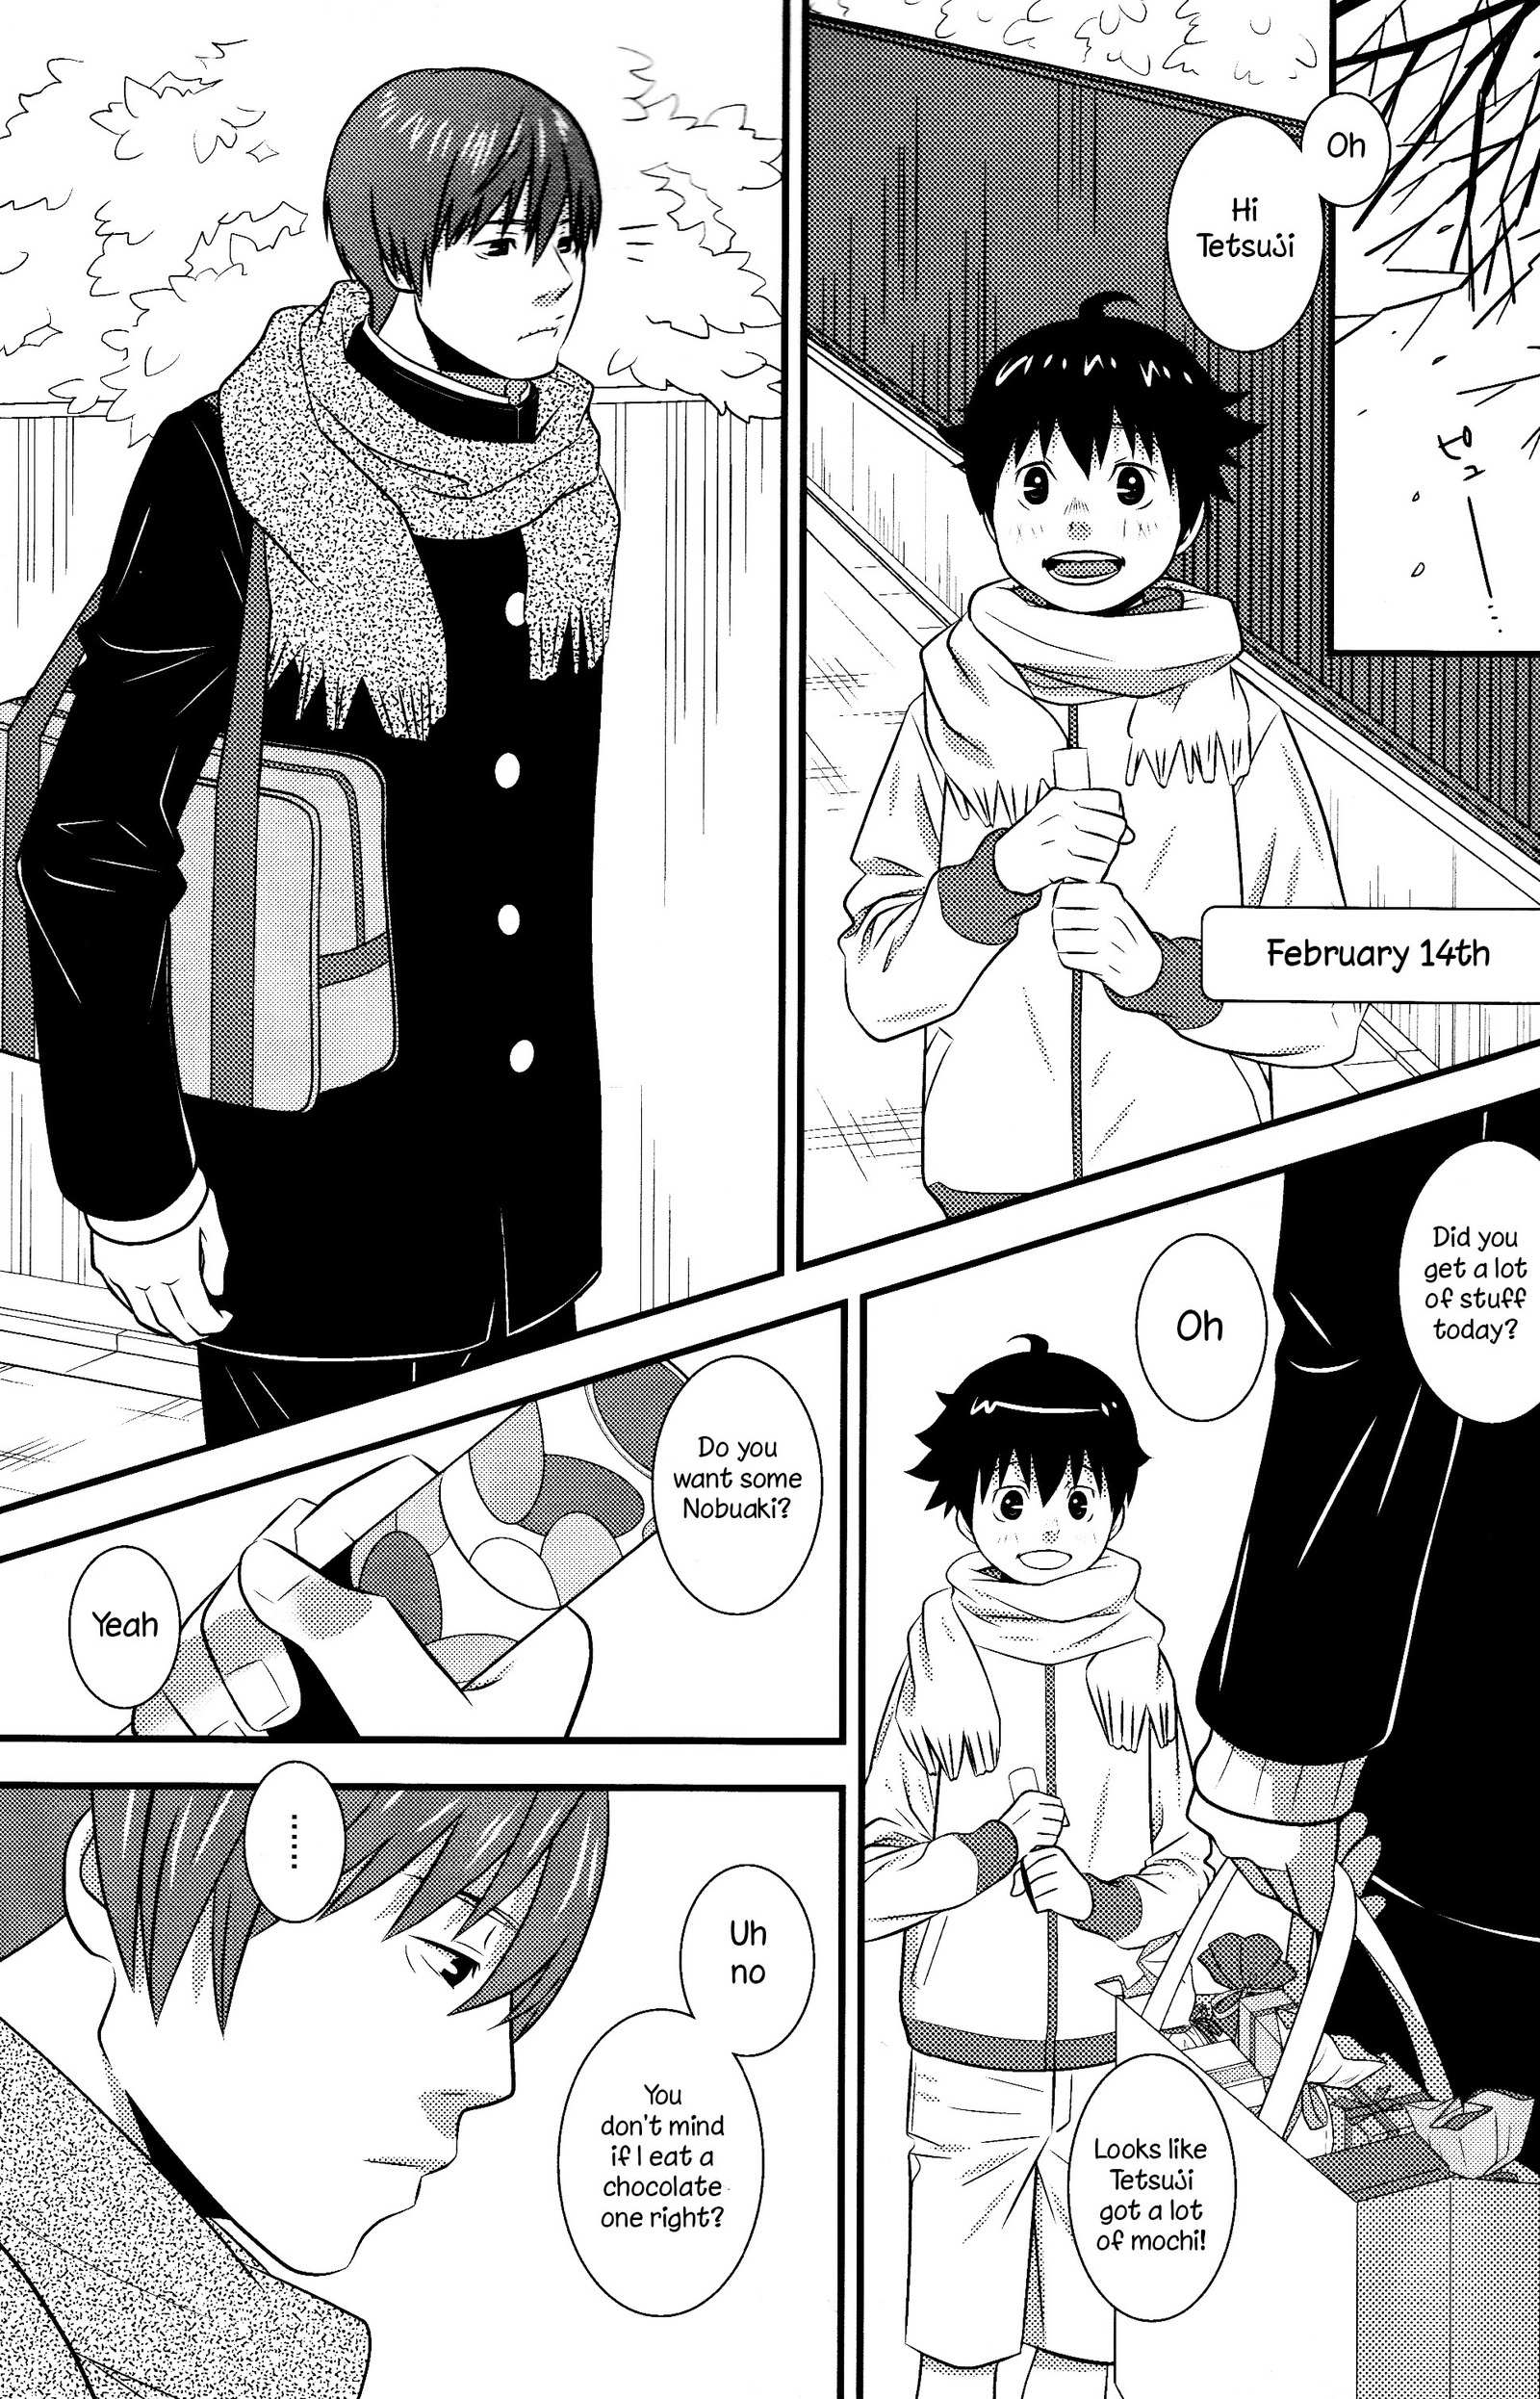 Oh
Hi
Tetsuji
February 14th
Did you
get a lot
of stuff
today?
Oh
Looks like
Tetsuji
got a lot
of mochi!
Do you
want some
Nobuaki?
Yeah
Uh
no
You
don't mind
if I eat a
chocolate
one right?
......